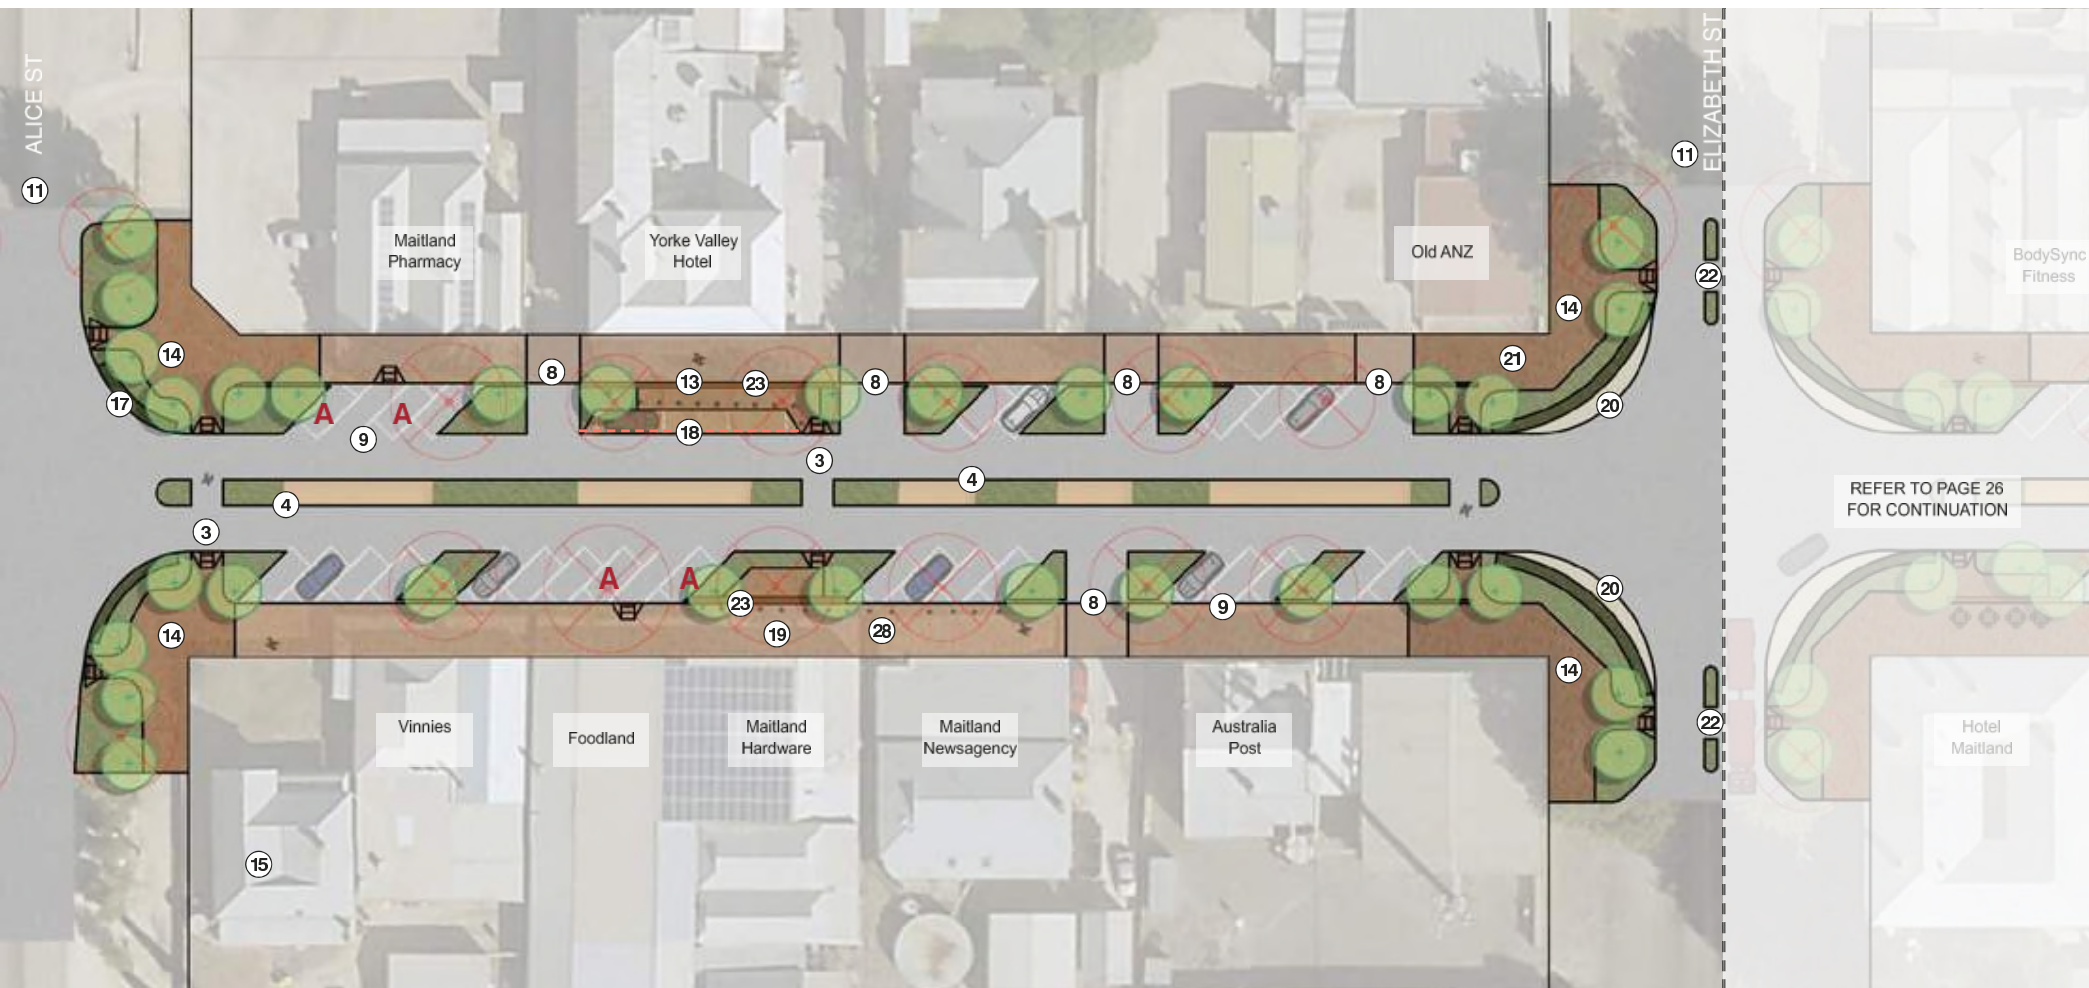 ALICE ST
ELIZABETH ST
11
11
Maitland
Pharmacy
Yorke Valley
Hotel
Old ANZ
BodySync
Fitness
22
14
14
21
8
13
23
8
8
8
17
A
A
9
18
20
3
4
4
REFER TO PAGE 26
FOR CONTINUATION
3
A
A
23
8
9
20
14
19
28
14
Vinnies
Foodland
Maitland
Hardware
Maitland
Newsagency
Australia
Post
22
Hotel
Maitland
15